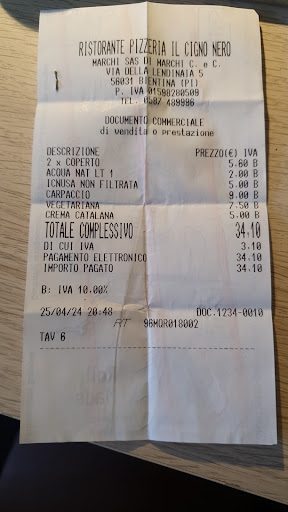 RISTORANTE PIZZERIA IL CIGNO NERO
MARCHI SAS DI MARCHI C. e C.
VIA DELLA LENDINAIA 5
56031 BIENTINA (PI)
P. IVA 01598280509
TEL. 0587 489986
DOCUMENTO COMMERCIALE
di vendita o prestazione
DESCRIZIONE PREZZO(€) IVA
2 x COPERTO 5.60 B
ACQUA NAT LT 1 2.00 B
ICNUSA NON FILTRATA 5.00 B
CARPACCIO 9.00 B
VEGETARIANA 7.50 B
CREMA CATALANA 5.00 B
TOTALE COMPLESSIVO 34.10
DI CUI IVA 3.10
PAGAMENTO ELETTRONICO 34.10
IMPORTO PAGATO 34.10
B: IVA 10.00%
25/04/24 20:48 DOC.1234-0010
RT 96MQR018002
TAV 6